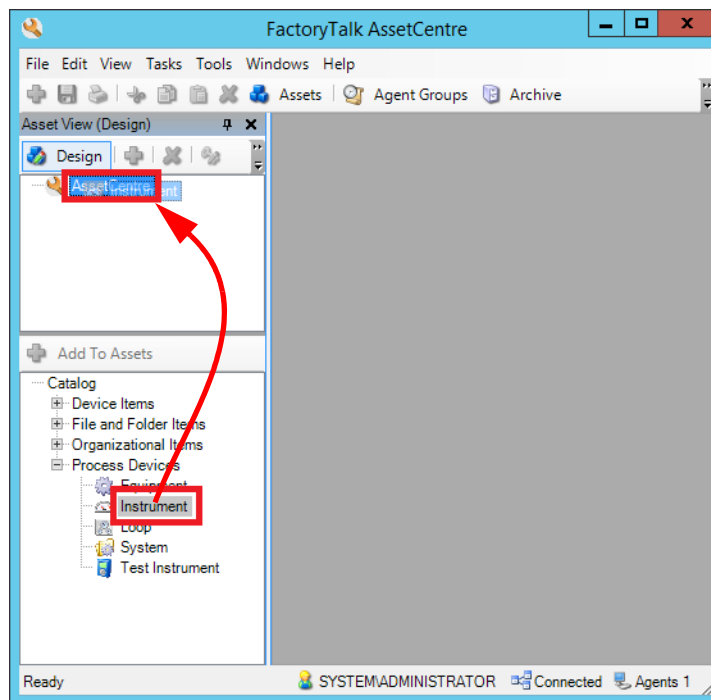 FactoryTalk AssetCentre
File Edit View Tasks Tools Windows Help
Assets Agent Groups Archive
Asset View (Design)
Design
AssetCentre
Instrument
Add To Assets
Catalog
Device Items
File and Folder Items
Organizational Items
Process Devices
Equipment
Instrument
Loop
System
Test Instrument
Ready SYSTEM\ADMINISTRATOR Connected Agents 1